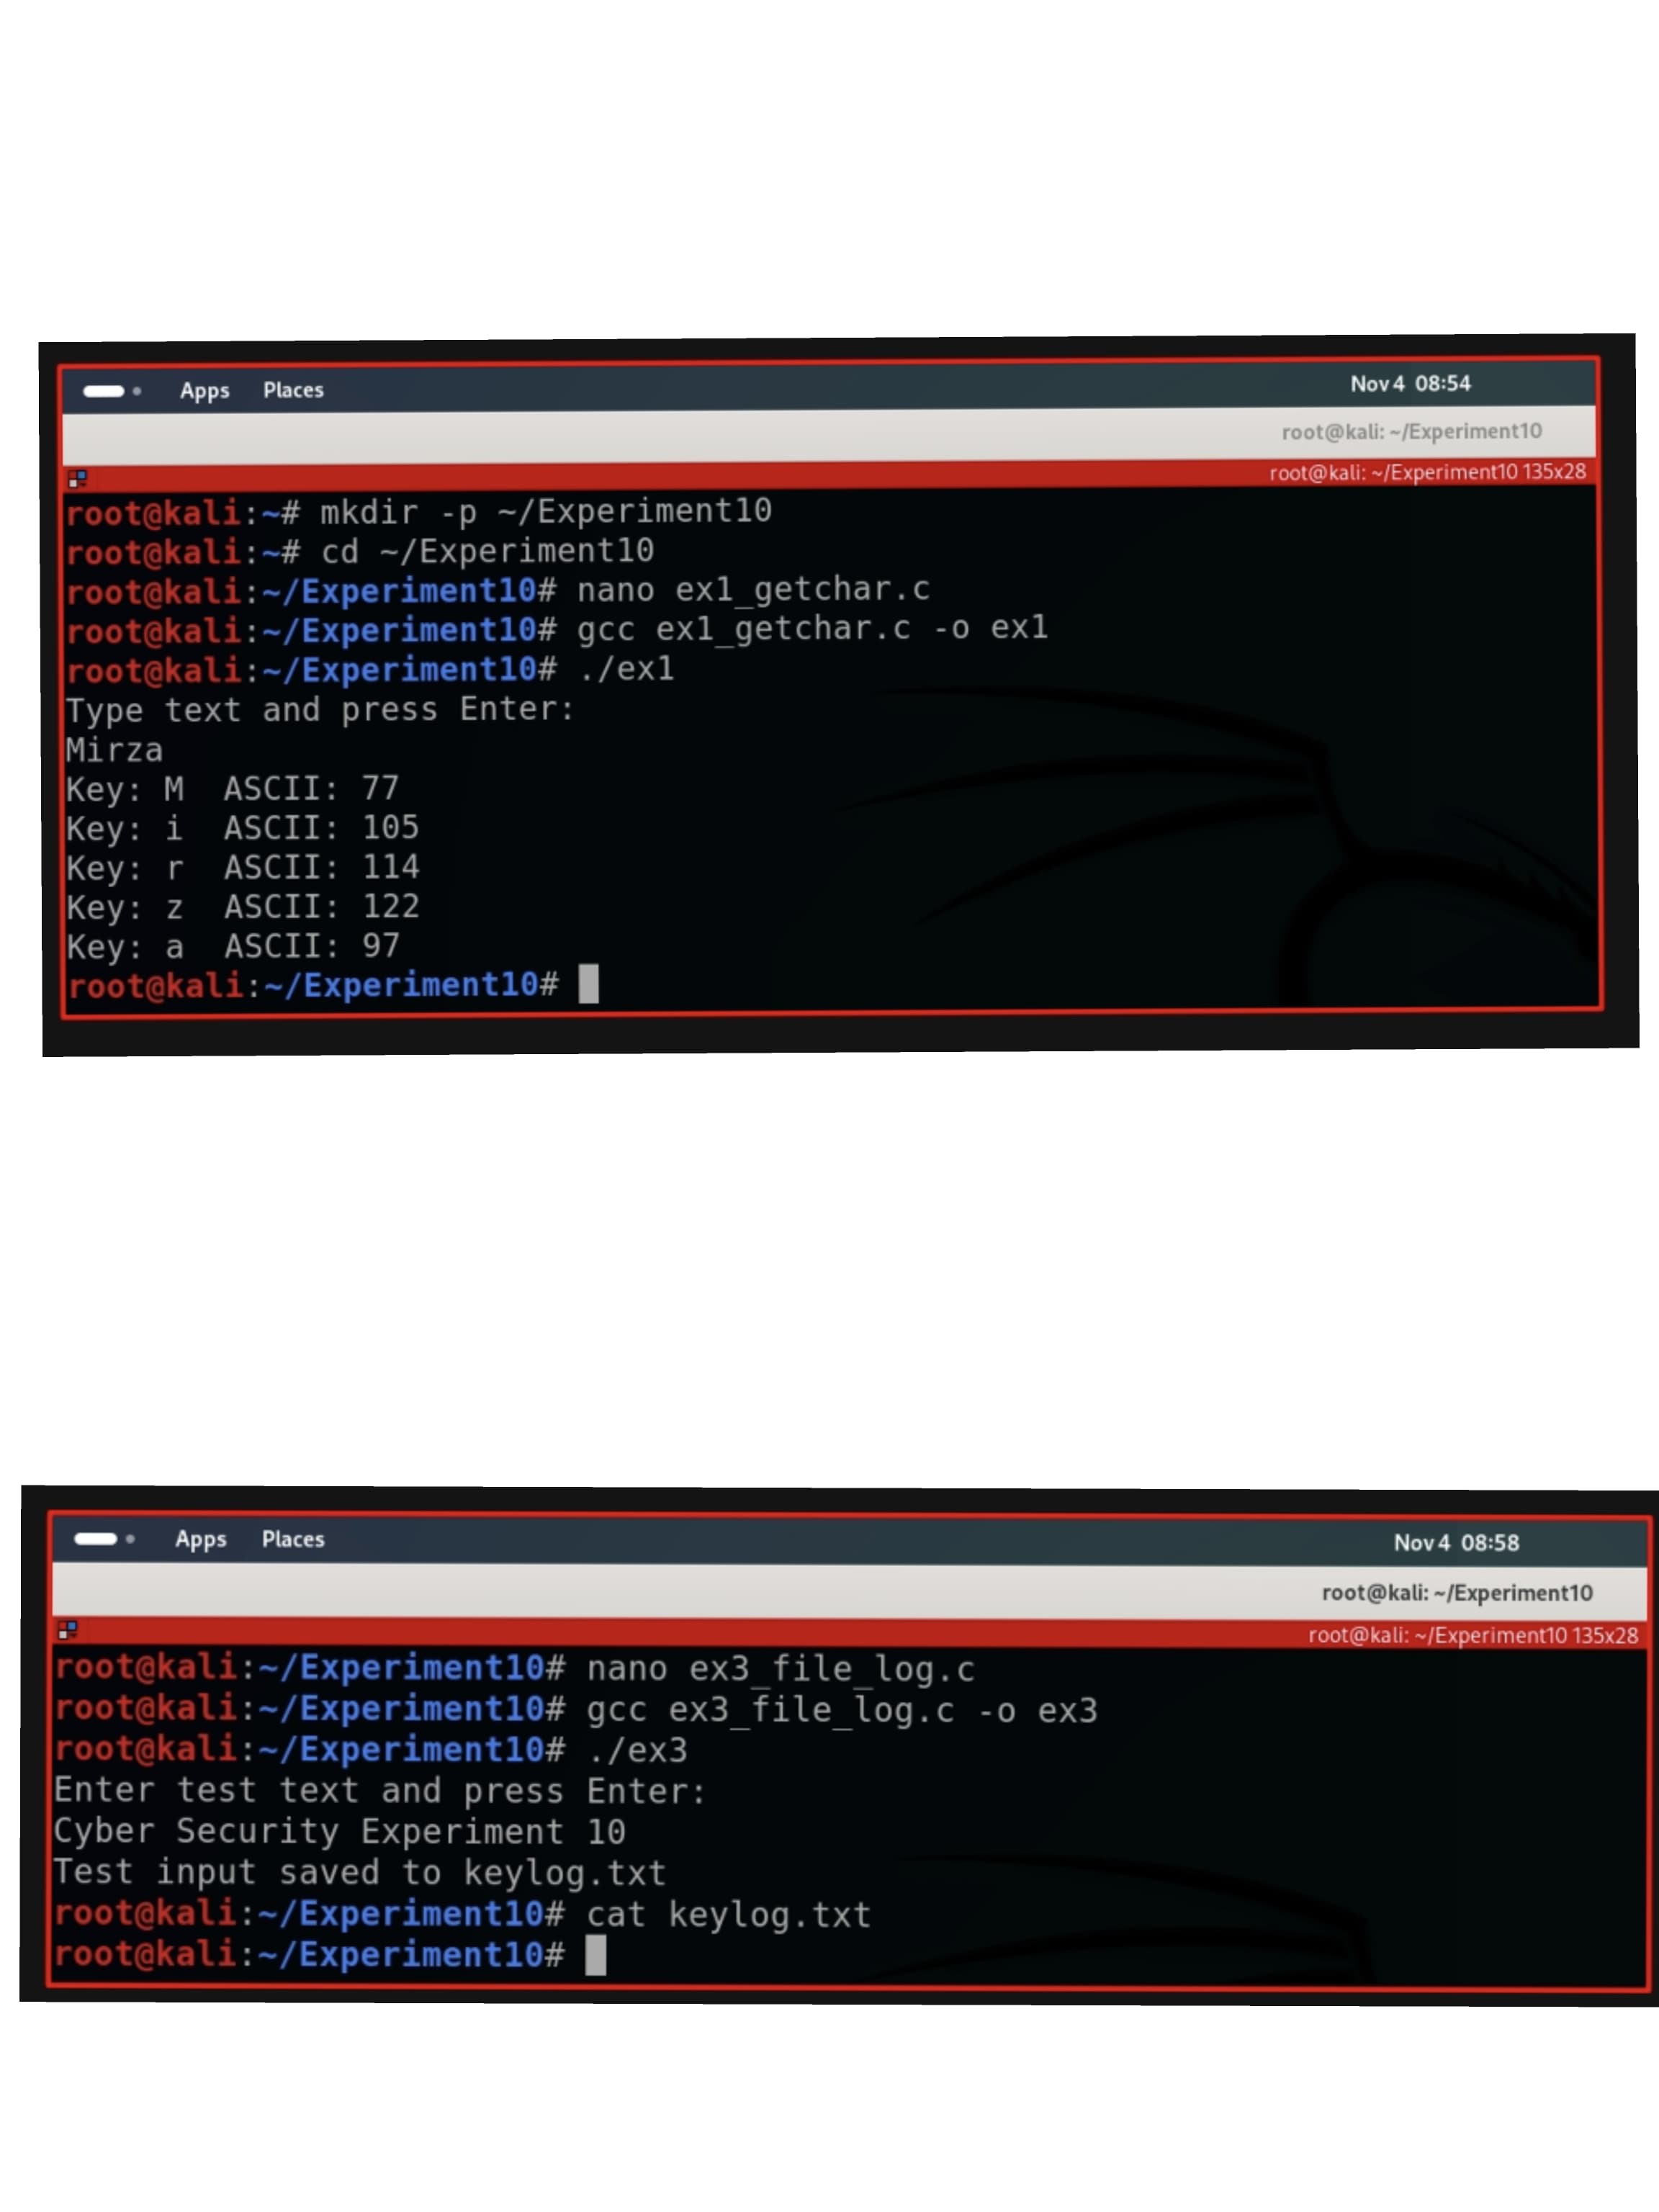 Apps Places Nov 4 08:54
root@kali: ~/Experiment10
root@kali: ~/Experiment10 135x28
root@kali:~# mkdir -p ~/Experiment10
root@kali:~# cd ~/Experiment10
root@kali:~/Experiment10# nano ex1_getchar.c
root@kali:~/Experiment10# gcc ex1_getchar.c -o ex1
root@kali:~/Experiment10# ./ex1
Type text and press Enter:
Mirza
Key: M  ASCII: 77
Key: i  ASCII: 105
Key: r  ASCII: 114
Key: z  ASCII: 122
Key: a  ASCII: 97
root@kali:~/Experiment10#
Apps Places Nov 4 08:58
root@kali: ~/Experiment10
root@kali: ~/Experiment10 135x28
root@kali:~/Experiment10# nano ex3_file_log.c
root@kali:~/Experiment10# gcc ex3_file_log.c -o ex3
root@kali:~/Experiment10# ./ex3
Enter test text and press Enter:
Cyber Security Experiment 10
Test input saved to keylog.txt
root@kali:~/Experiment10# cat keylog.txt
root@kali:~/Experiment10#